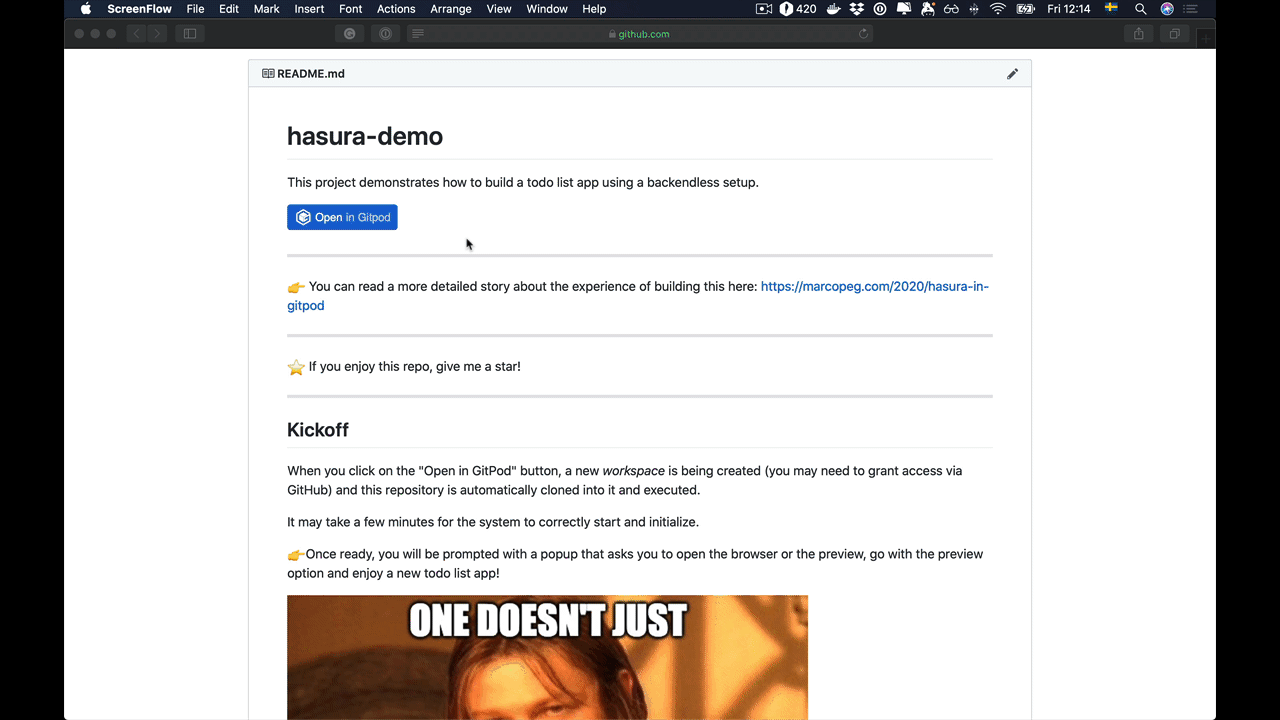 ScreenFlow File Edit Mark Insert Font Actions Arrange View Window Help 420 Fri 12:14
github.com
README.md
hasura-demo
This project demonstrates how to build a todo list app using a backendless setup.
Open in Gitpod
👉 You can read a more detailed story about the experience of building this here: https://marcopeg.com/2020/hasura-in-
gitpod
⭐ If you enjoy this repo, give me a star!
Kickoff
When you click on the "Open in GitPod" button, a new workspace is being created (you may need to grant access via
GitHub) and this repository is automatically cloned into it and executed.
It may take a few minutes for the system to correctly start and initialize.
👉Once ready, you will be prompted with a popup that asks you to open the browser or the preview, go with the preview
option and enjoy a new todo list app!
ONE DOESN'T JUST